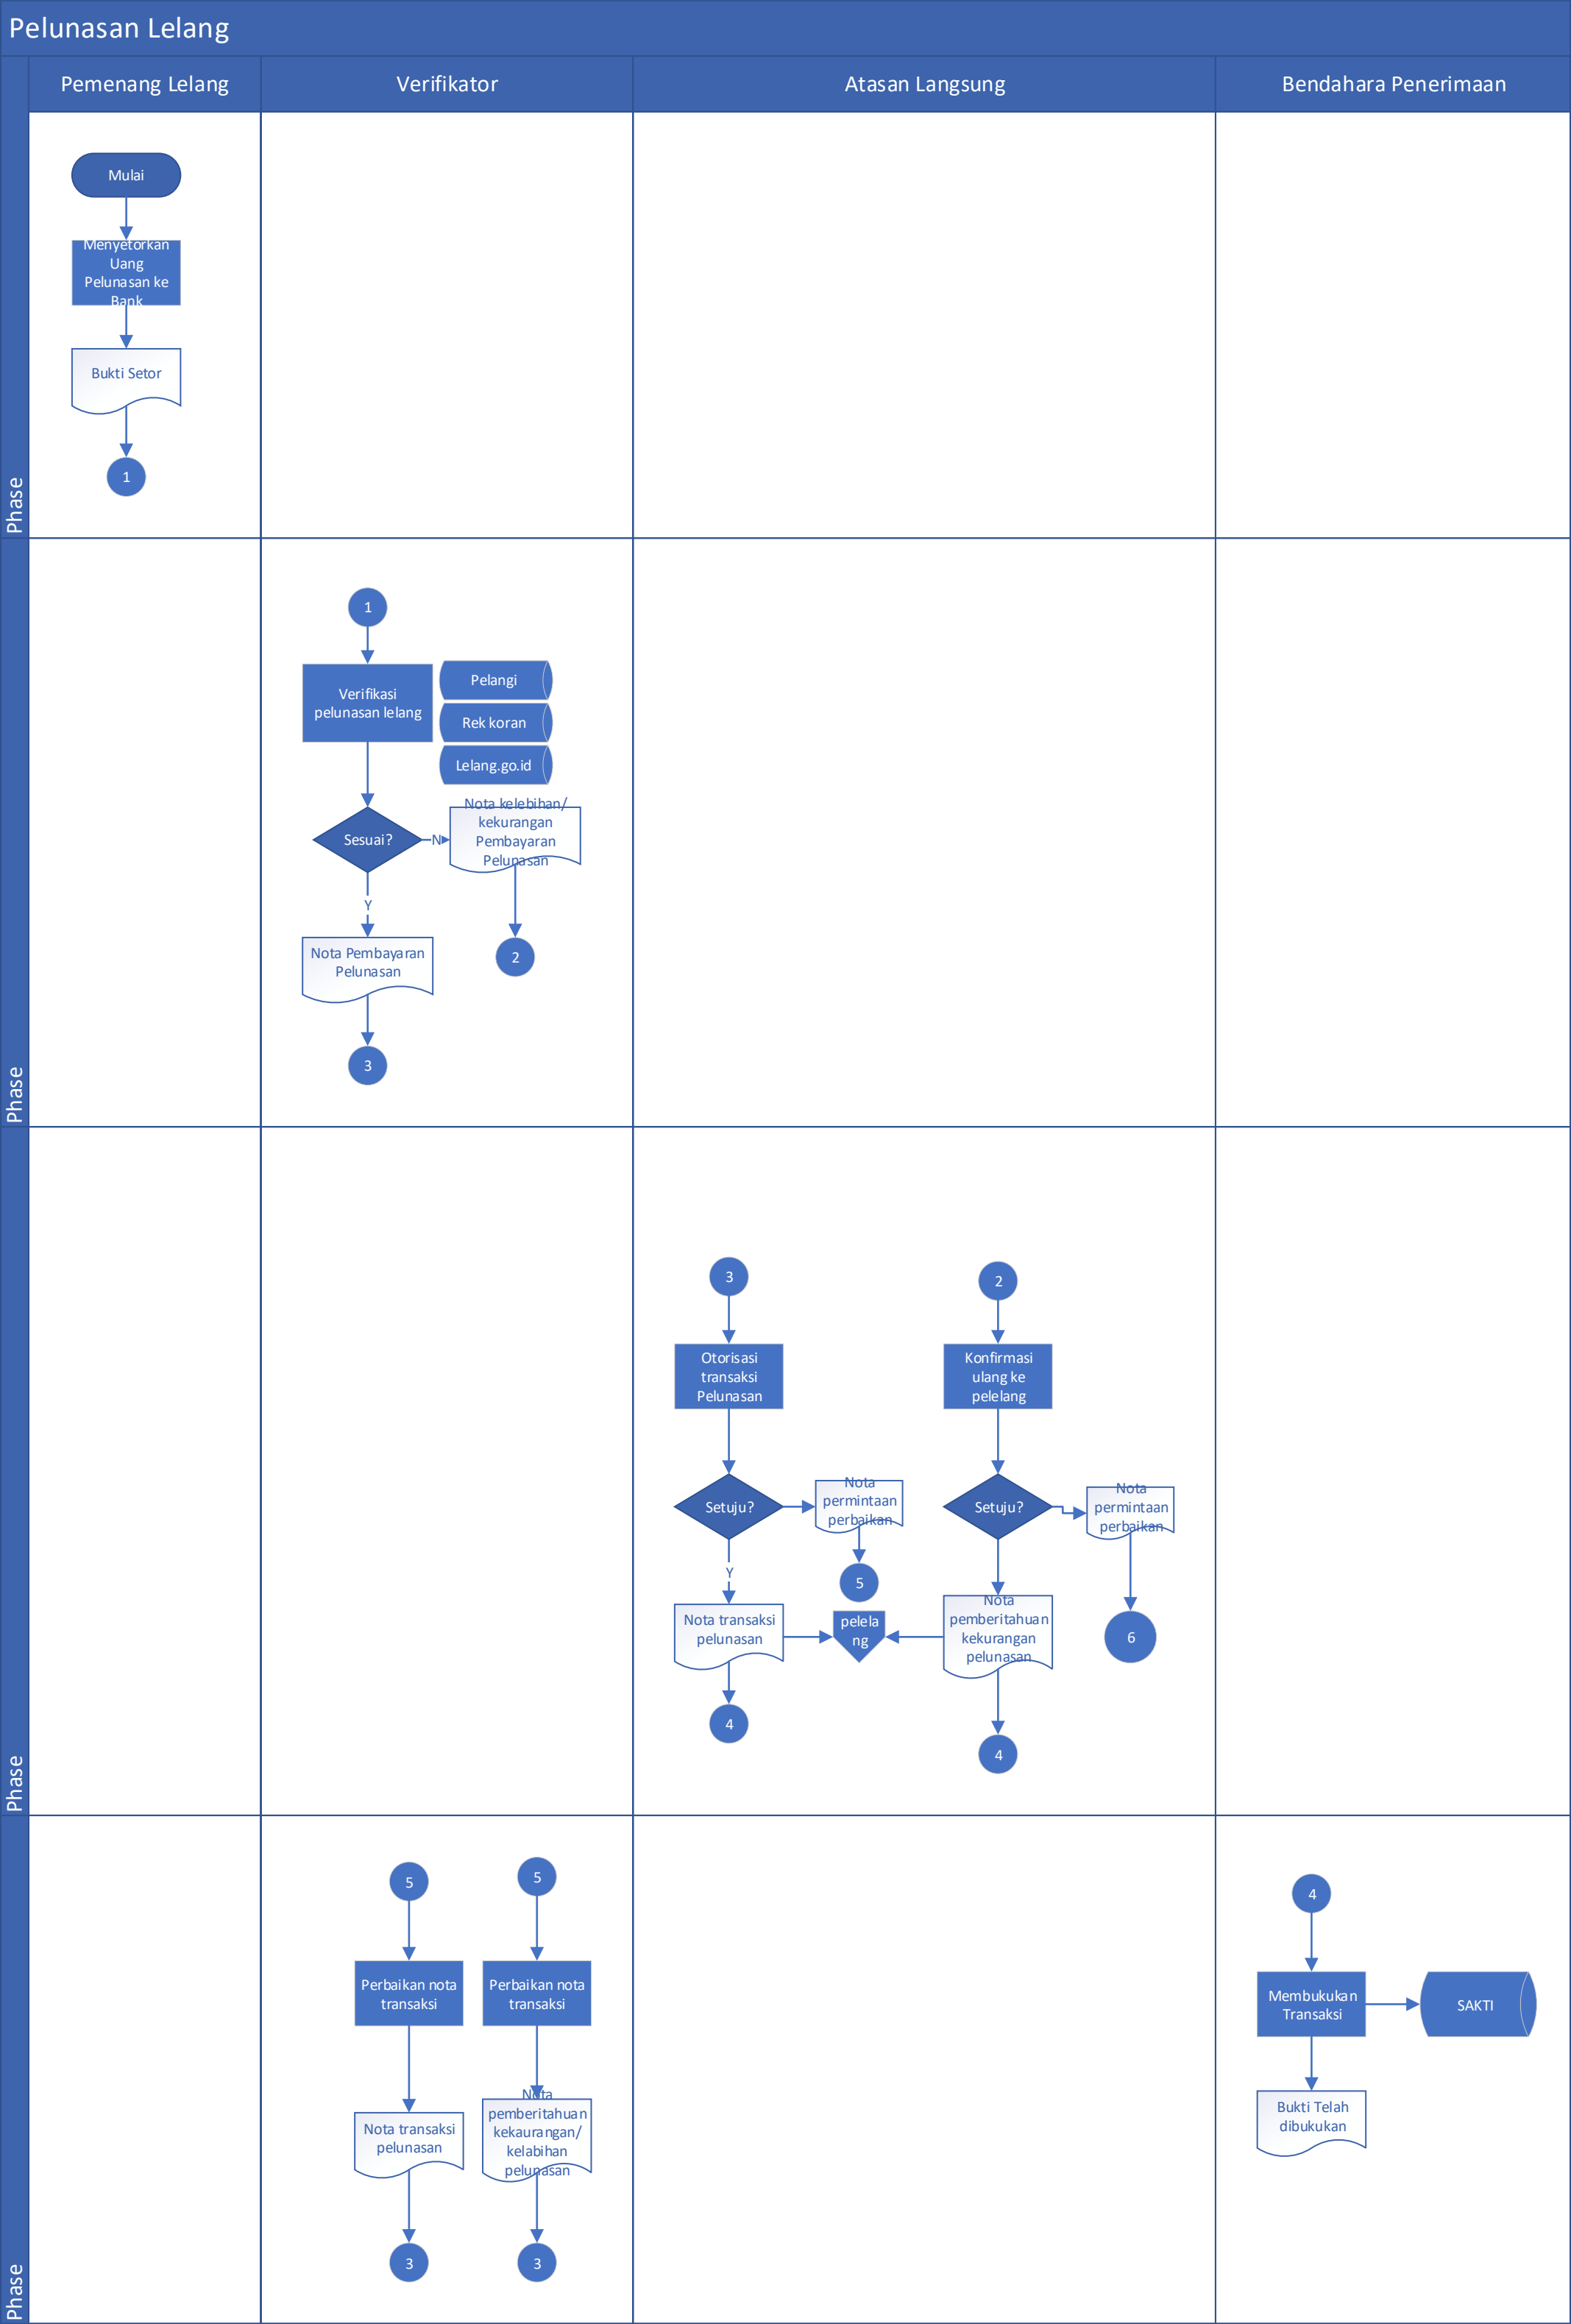 Pelunasan Lelang
Pemenang Lelang
Verifikator
Atasan Langsung
Bendahara Penerimaan
Phase
Mulai
Menyetorkan
Uang
Pelunasan ke
Bank
Bukti Setor
1
Phase
1
Verifikasi
pelunasan lelang
Pelangi
Rek koran
Lelang.go.id
Sesuai?
N
Nota kelebihan/
kekurangan
Pembayaran
Pelunasan
Y
Nota Pembayaran
Pelunasan
2
3
Phase
3
Otorisasi
transaksi
Pelunasan
Setuju?
Nota
permintaan
perbaikan
5
Y
Nota transaksi
pelunasan
pelela
ng
4
2
Konfirmasi
ulang ke
pelelang
Setuju?
Nota
permintaan
perbaikan
6
Nota
pemberitahuan
kekurangan
pelunasan
4
Phase
5
Perbaikan nota
transaksi
Nota transaksi
pelunasan
3
5
Perbaikan nota
transaksi
Nota
pemberitahuan
kekaurangan/
kelabihan
pelunasan
3
4
Membukukan
Transaksi
SAKTI
Bukti Telah
dibukukan